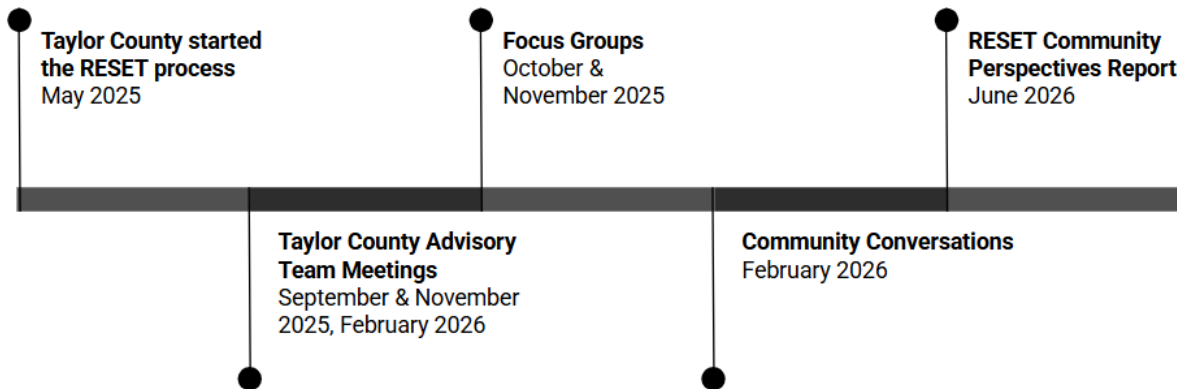 Taylor County started
the RESET process
May 2025
Taylor County Advisory
Team Meetings
September & November
2025, February 2026
Focus Groups
October &
November 2025
Community Conversations
February 2026
RESET Community
Perspectives Report
June 2026